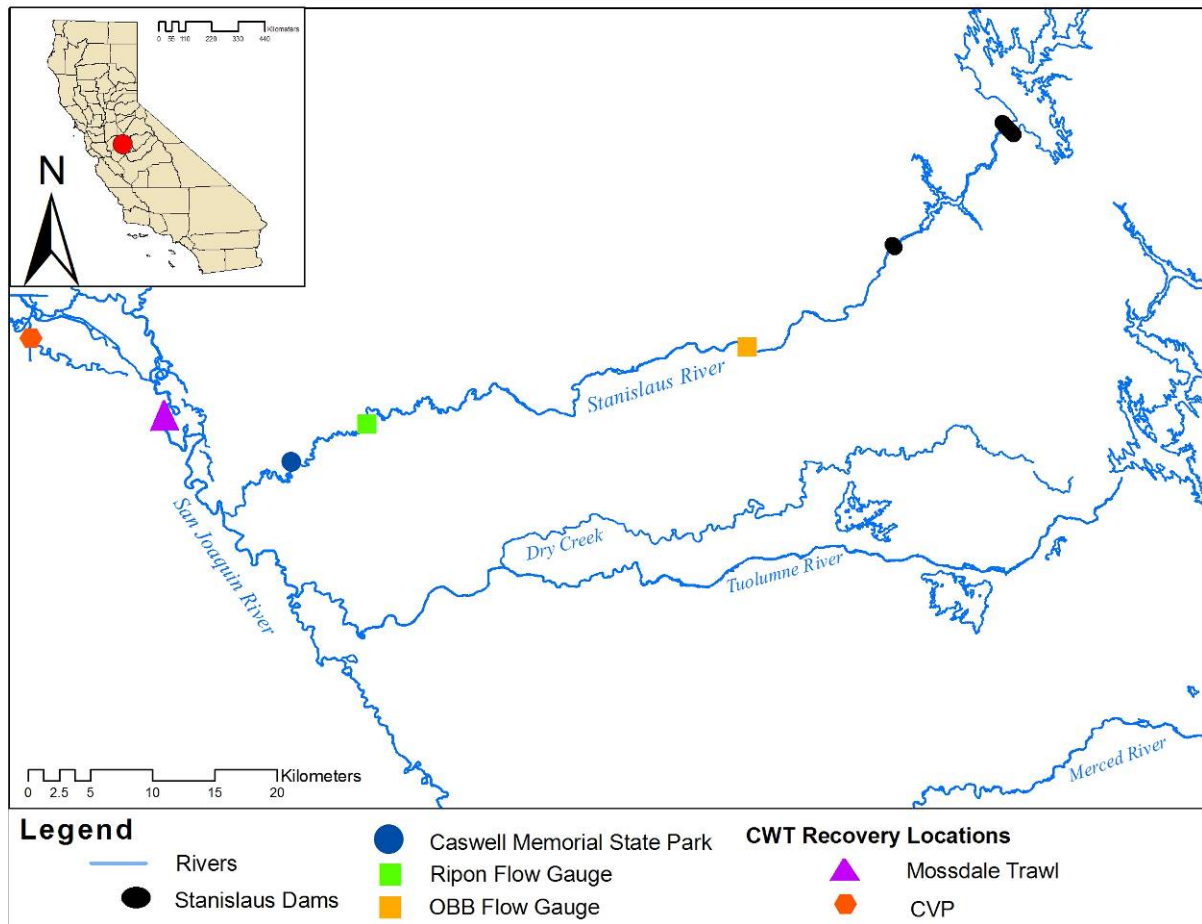 Kilometers
0 55 110 220 330 440
N
Stanislaus River
Dry Creek
Tuolumne River
San Joaquin River
Merced River
Kilometers
0 2.5 5 10 15 20
Legend
Rivers
Stanislaus Dams
Caswell Memorial State Park
Ripon Flow Gauge
OBB Flow Gauge
CWT Recovery Locations
Mossdale Trawl
CVP